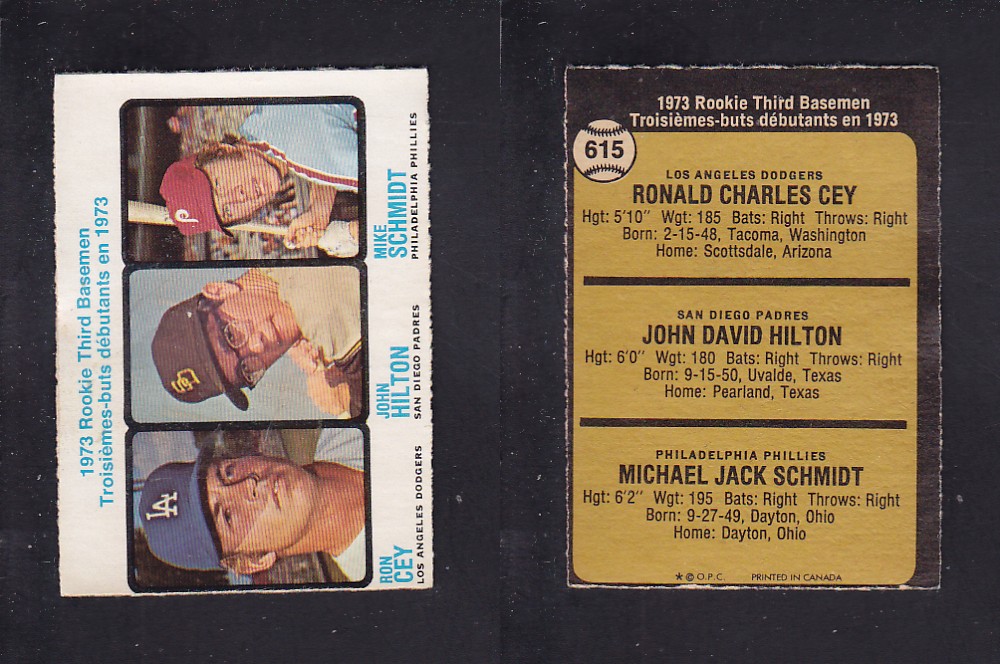 1973 Rookie Third Basemen
Troisièmes-buts débutants en 1973
LA
RON
CEY
LOS ANGELES DODGERS
SD
JOHN
HILTON
SAN DIEGO PADRES
P
MIKE
SCHMIDT
PHILADELPHIA PHILLIES
1973 Rookie Third Basemen
Troisièmes-buts débutants en 1973
615
LOS ANGELES DODGERS
RONALD CHARLES CEY
Hgt: 5'10" Wgt: 185 Bats: Right Throws: Right
Born: 2-15-48, Tacoma, Washington
Home: Scottsdale, Arizona
SAN DIEGO PADRES
JOHN DAVID HILTON
Hgt: 6'0" Wgt: 180 Bats: Right Throws: Right
Born: 9-15-50, Uvalde, Texas
Home: Pearland, Texas
PHILADELPHIA PHILLIES
MICHAEL JACK SCHMIDT
Hgt: 6'2" Wgt: 195 Bats: Right Throws: Right
Born: 9-27-49, Dayton, Ohio
Home: Dayton, Ohio
* © O.P.C. PRINTED IN CANADA